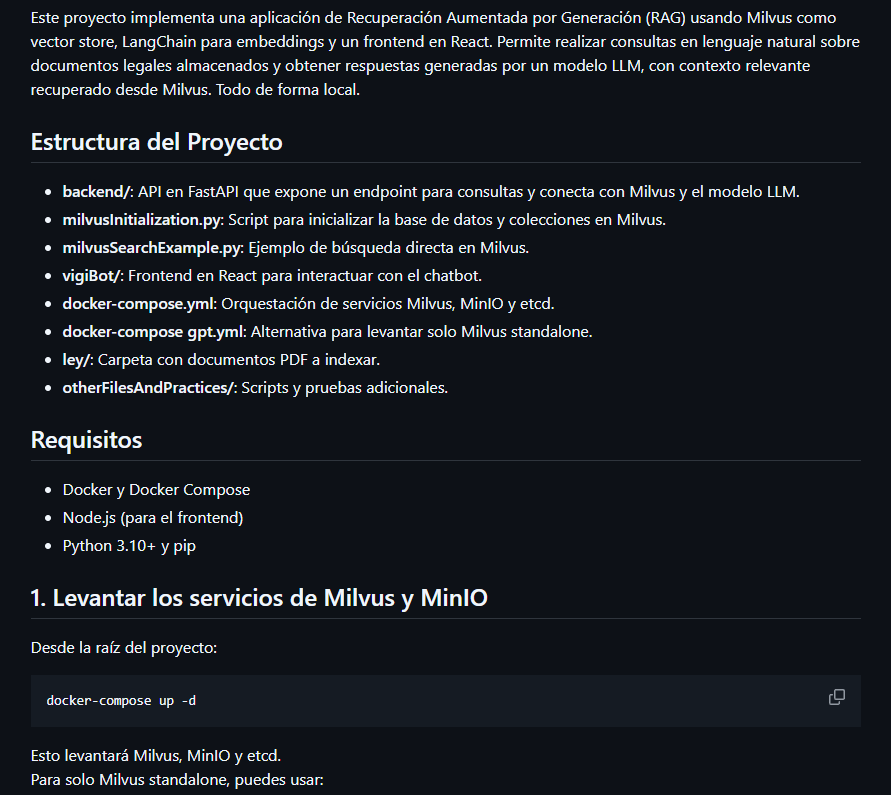 Este proyecto implementa una aplicación de Recuperación Aumentada por Generación (RAG) usando Milvus como
vector store, LangChain para embeddings y un frontend en React. Permite realizar consultas en lenguaje natural sobre
documentos legales almacenados y obtener respuestas generadas por un modelo LLM, con contexto relevante
recuperado desde Milvus. Todo de forma local.
Estructura del Proyecto
• backend/: API en FastAPI que expone un endpoint para consultas y conecta con Milvus y el modelo LLM.
• milvusInitialization.py: Script para inicializar la base de datos y colecciones en Milvus.
• milvusSearchExample.py: Ejemplo de búsqueda directa en Milvus.
• vigiBot/: Frontend en React para interactuar con el chatbot.
• docker-compose.yml: Orquestación de servicios Milvus, MinIO y etcd.
• docker-compose gpt.yml: Alternativa para levantar solo Milvus standalone.
• ley/: Carpeta con documentos PDF a indexar.
• otherFilesAndPractices/: Scripts y pruebas adicionales.
Requisitos
• Docker y Docker Compose
• Node.js (para el frontend)
• Python 3.10+ y pip
1. Levantar los servicios de Milvus y MinIO
Desde la raíz del proyecto:
docker-compose up -d
Esto levantará Milvus, MinIO y etcd.
Para solo Milvus standalone, puedes usar: